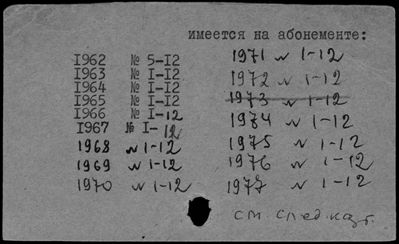 имеется на абонементе:
1962 № 5-12
1963 № I-12
1964 № I-12
1965 № I-12
1966 № I-12
1967 № I-12
1968 № 1-12
1969 № 1-12
1970 № 1-12
1971 № 1-12
1972 № 1-12
1973 № 1-12
1974 № 1-12
1975 № 1-12
1976 № 1-12
1977 № 1-12
см. след. карт.